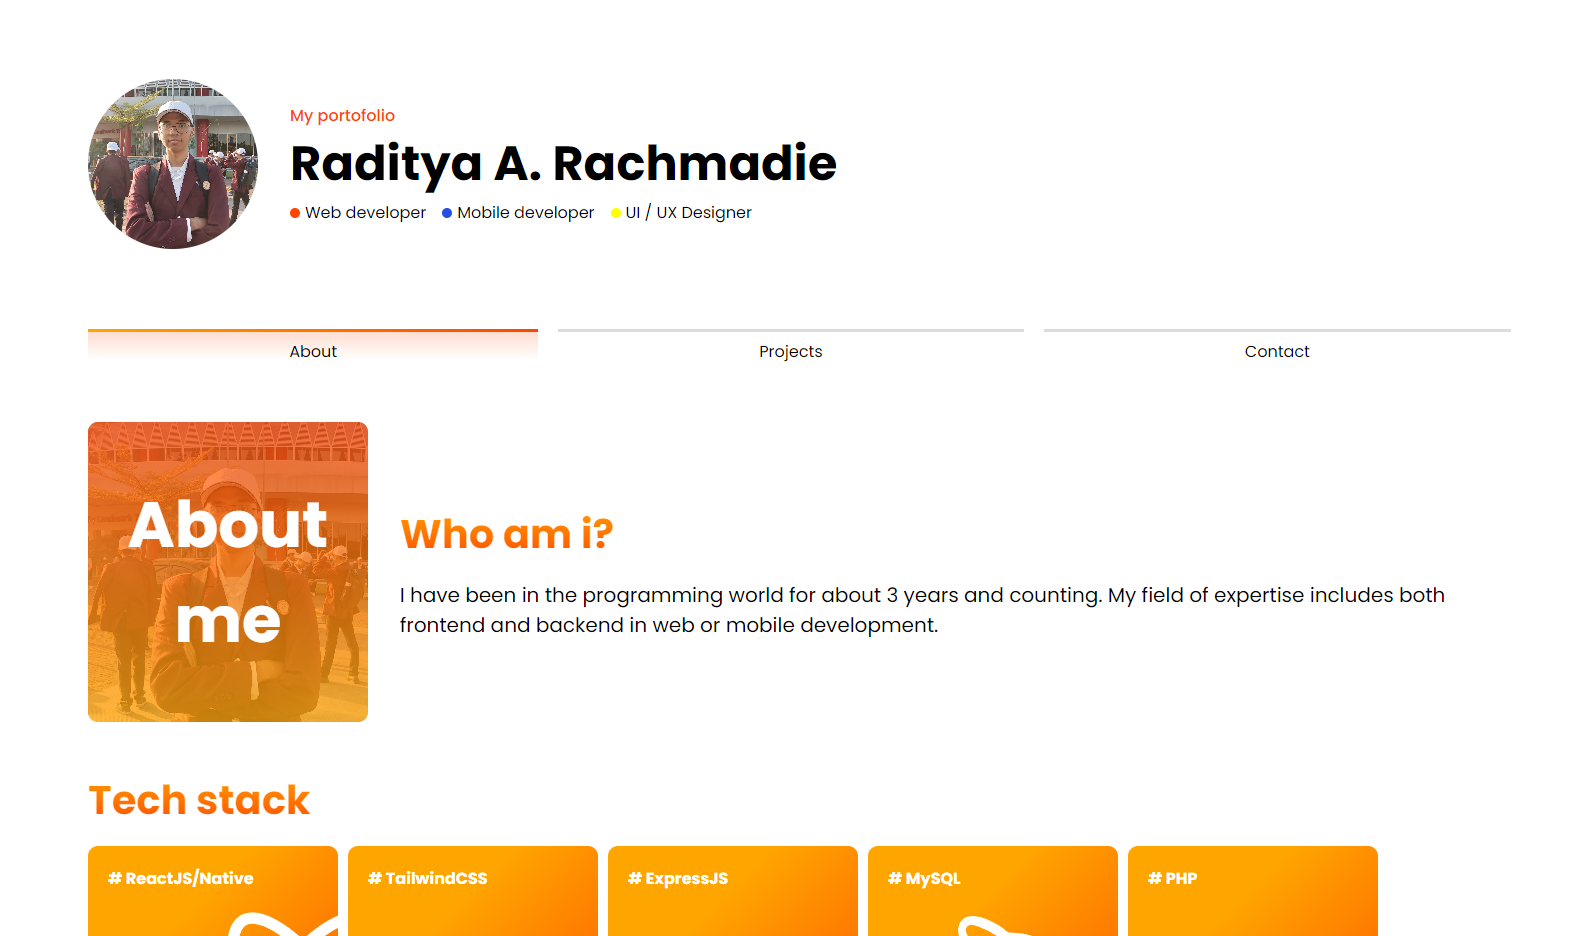 My portofolio
Raditya A. Rachmadie
Web developer Mobile developer UI / UX Designer
About Projects Contact
About
me
Who am i?
I have been in the programming world for about 3 years and counting. My field of expertise includes both
frontend and backend in web or mobile development.
Tech stack
# ReactJS/Native # TailwindCSS # ExpressJS # MySQL # PHP